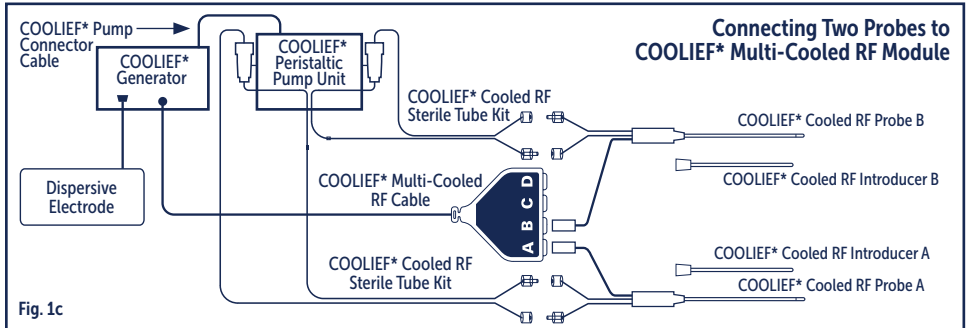 COOLIEF* Pump
Connector
Cable
COOLIEF*
Generator
COOLIEF*
Peristaltic
Pump Unit
Connecting Two Probes to
COOLIEF* Multi-Cooled RF Module
COOLIEF* Cooled RF
Sterile Tube Kit
COOLIEF* Cooled RF Probe B
COOLIEF* Cooled RF Introducer B
Dispersive
Electrode
COOLIEF* Multi-Cooled
RF Cable
A B C D
COOLIEF* Cooled RF Introducer A
COOLIEF* Cooled RF
Sterile Tube Kit
COOLIEF* Cooled RF Probe A
Fig. 1c